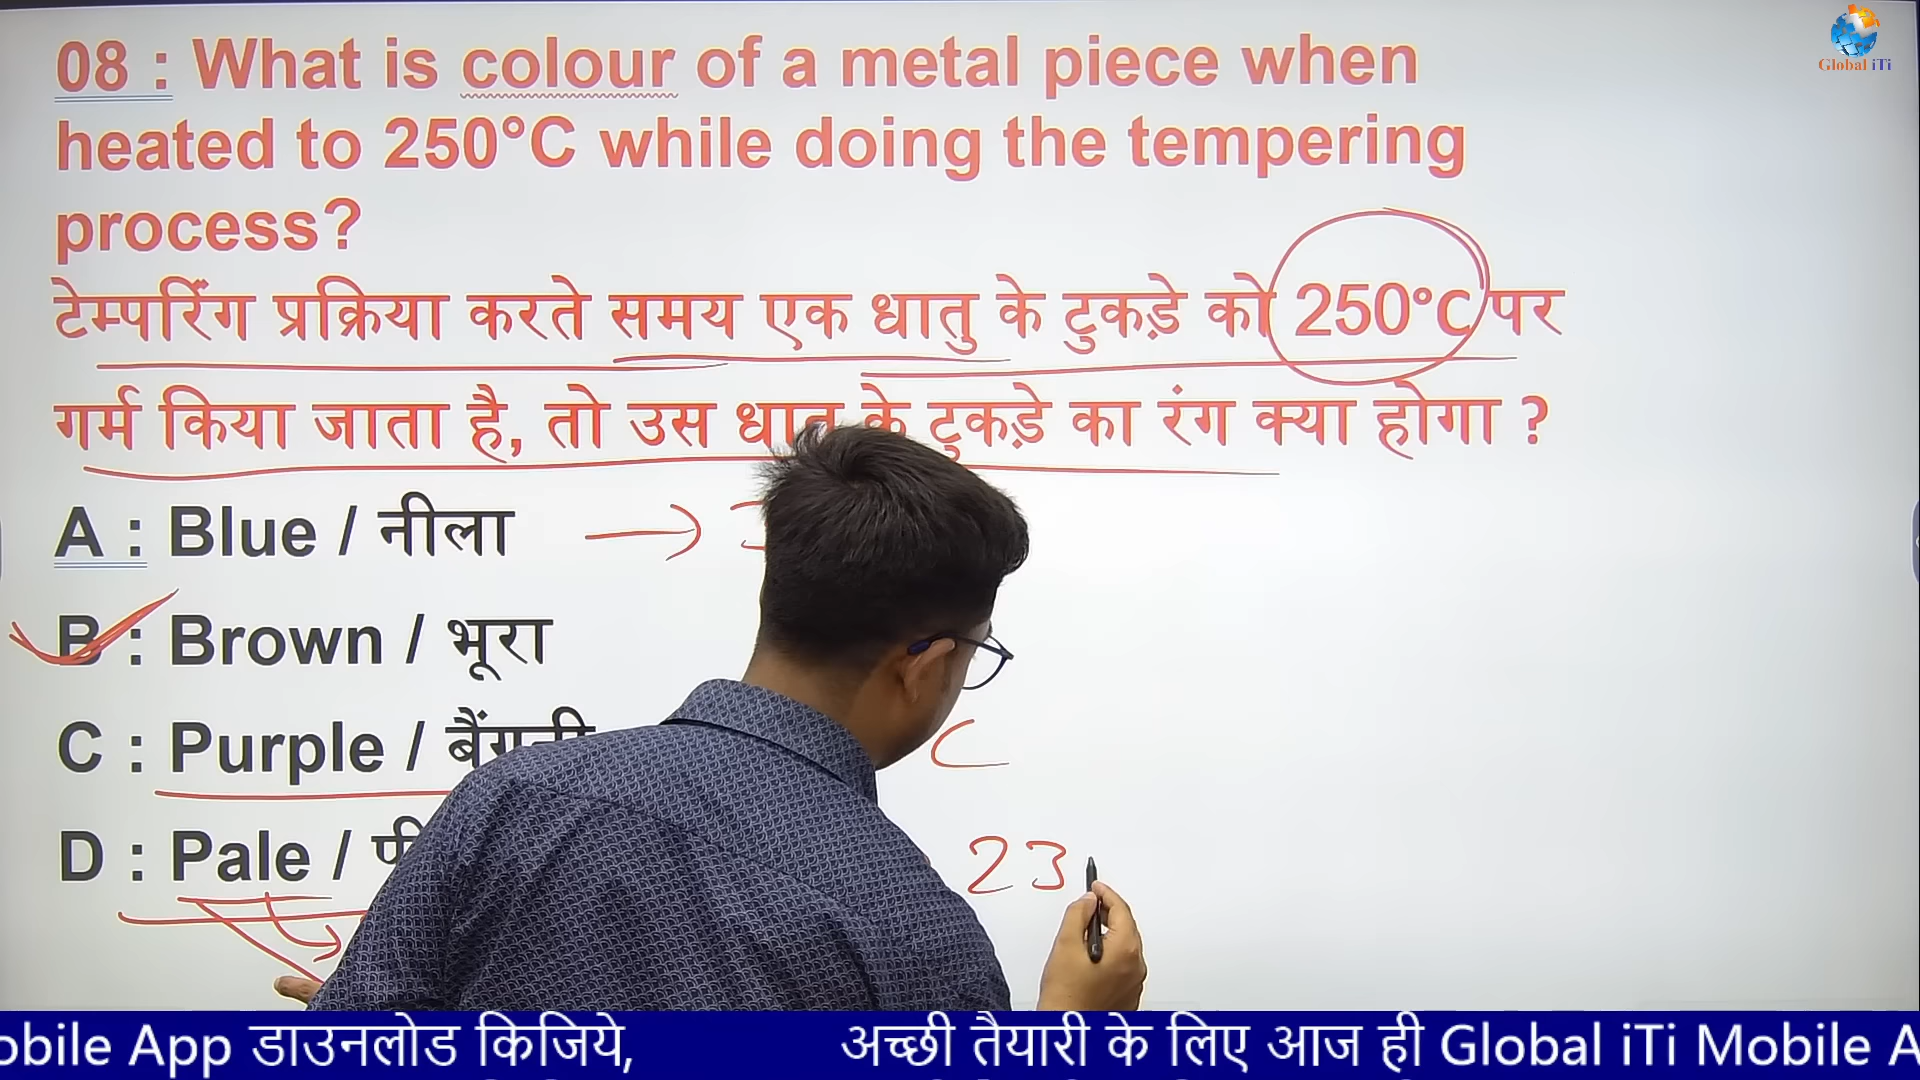 Global iTi
08 : What is colour of a metal piece when
heated to 250°C while doing the tempering
process?
टेम्परिंग प्रक्रिया करते समय एक धातु के टुकड़े को 250°C पर
गर्म किया जाता है, तो उस धातु के टुकड़े का रंग क्या होगा ?
A : Blue / नीला
B : Brown / भूरा
C : Purple / बैंगनी
C
D : Pale /
23
obile App डाउनलोड किजिये, अच्छी तैयारी के लिए आज ही Global iTi Mobile A